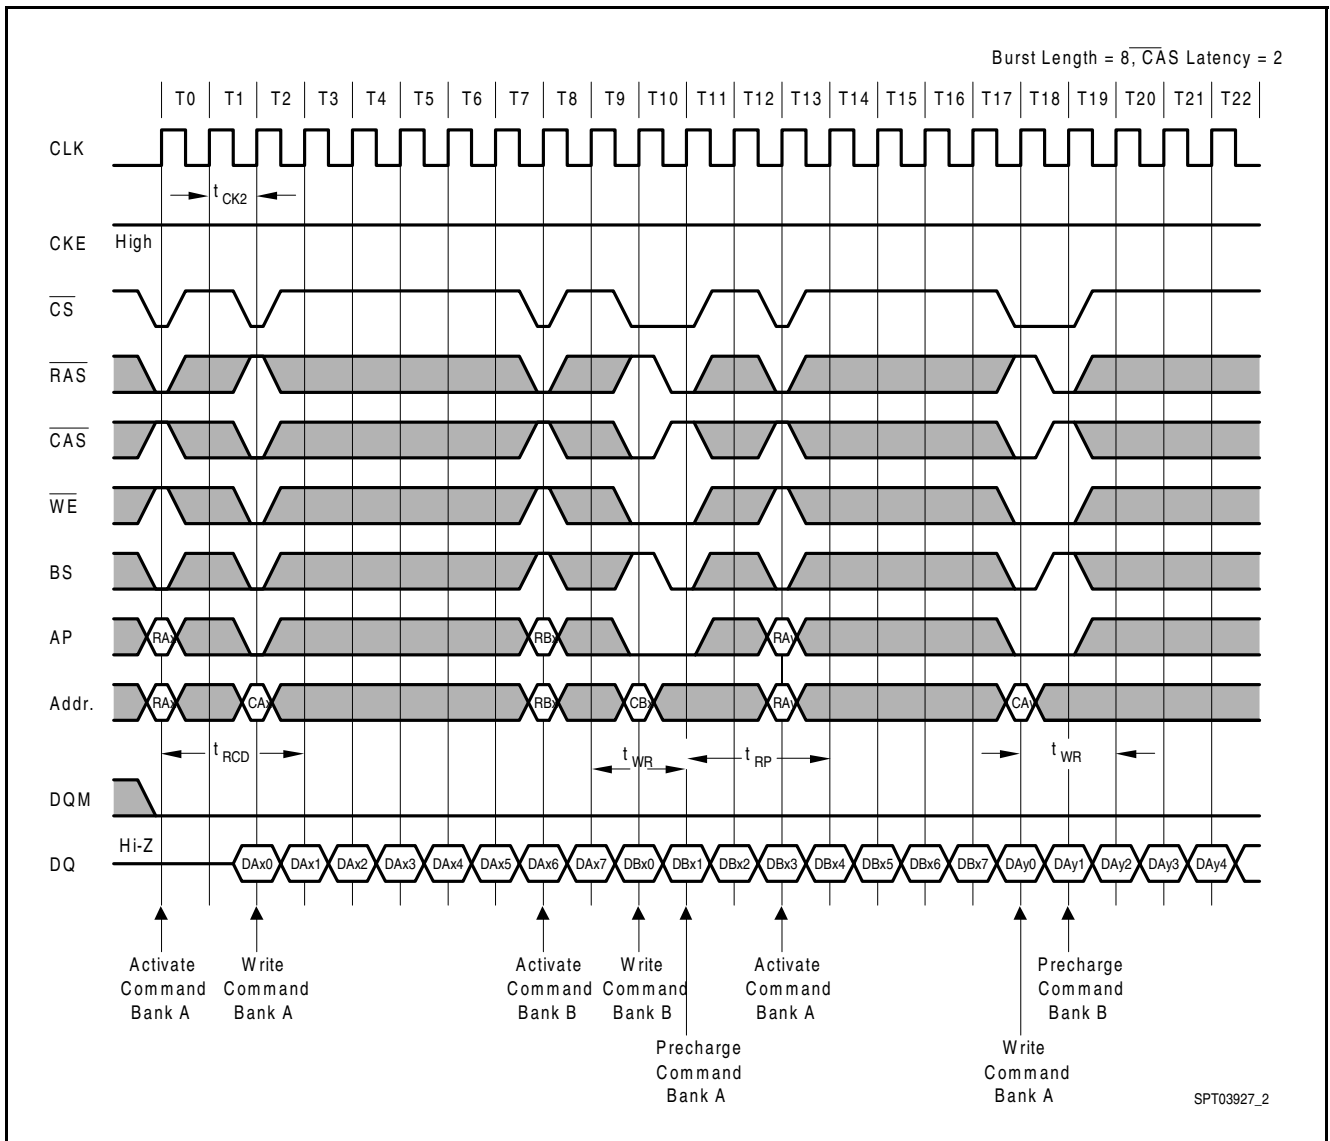 Burst Length = 8, CAS Latency = 2
T0 T1 T2 T3 T4 T5 T6 T7 T8 T9 T10 T11 T12 T13 T14 T15 T16 T17 T18 T19 T20 T21 T22
CLK
t CK2
CKE High
CS
RAS
CAS
WE
BS
AP RAx RBx RAy
Addr. RAx CAx RBx CBx RAy CAy
t RCD t WR t RP t WR
DQM
Hi-Z
DQ DAx0 DAx1 DAx2 DAx3 DAx4 DAx5 DAx6 DAx7 DBx0 DBx1 DBx2 DBx3 DBx4 DBx5 DBx6 DBx7 DAy0 DAy1 DAy2 DAy3 DAy4
Activate
Command
Bank A
Write
Command
Bank A
Activate
Command
Bank B
Write
Command
Bank B
Activate
Command
Bank A
Precharge
Command
Bank B
Precharge
Command
Bank A
Write
Command
Bank A
SPT03927_2